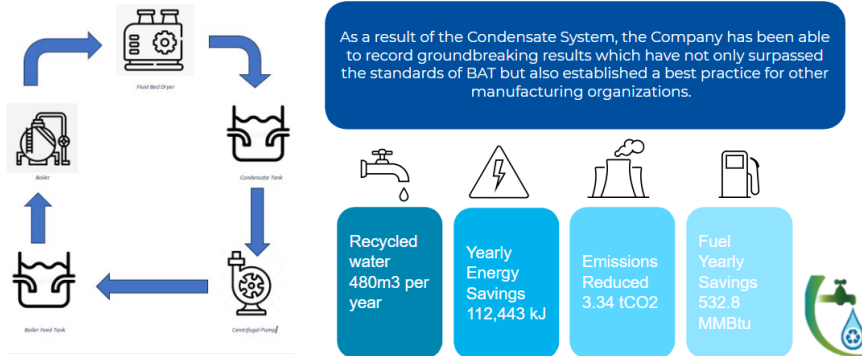 Fluid Bed Dryer
Boiler
Condensate Tank
Boiler Feed Tank
Centrifugel Pump
As a result of the Condensate System, the Company has been able
to record groundbreaking results which have not only surpassed
the standards of BAT but also established a best practice for other
manufacturing organizations.
Recycled
water
480m3 per
year
Yearly
Energy
Savings
112,443 kJ
Emissions
Reduced
3.34 tCO2
Fuel
Yearly
Savings
532.8
MMBtu